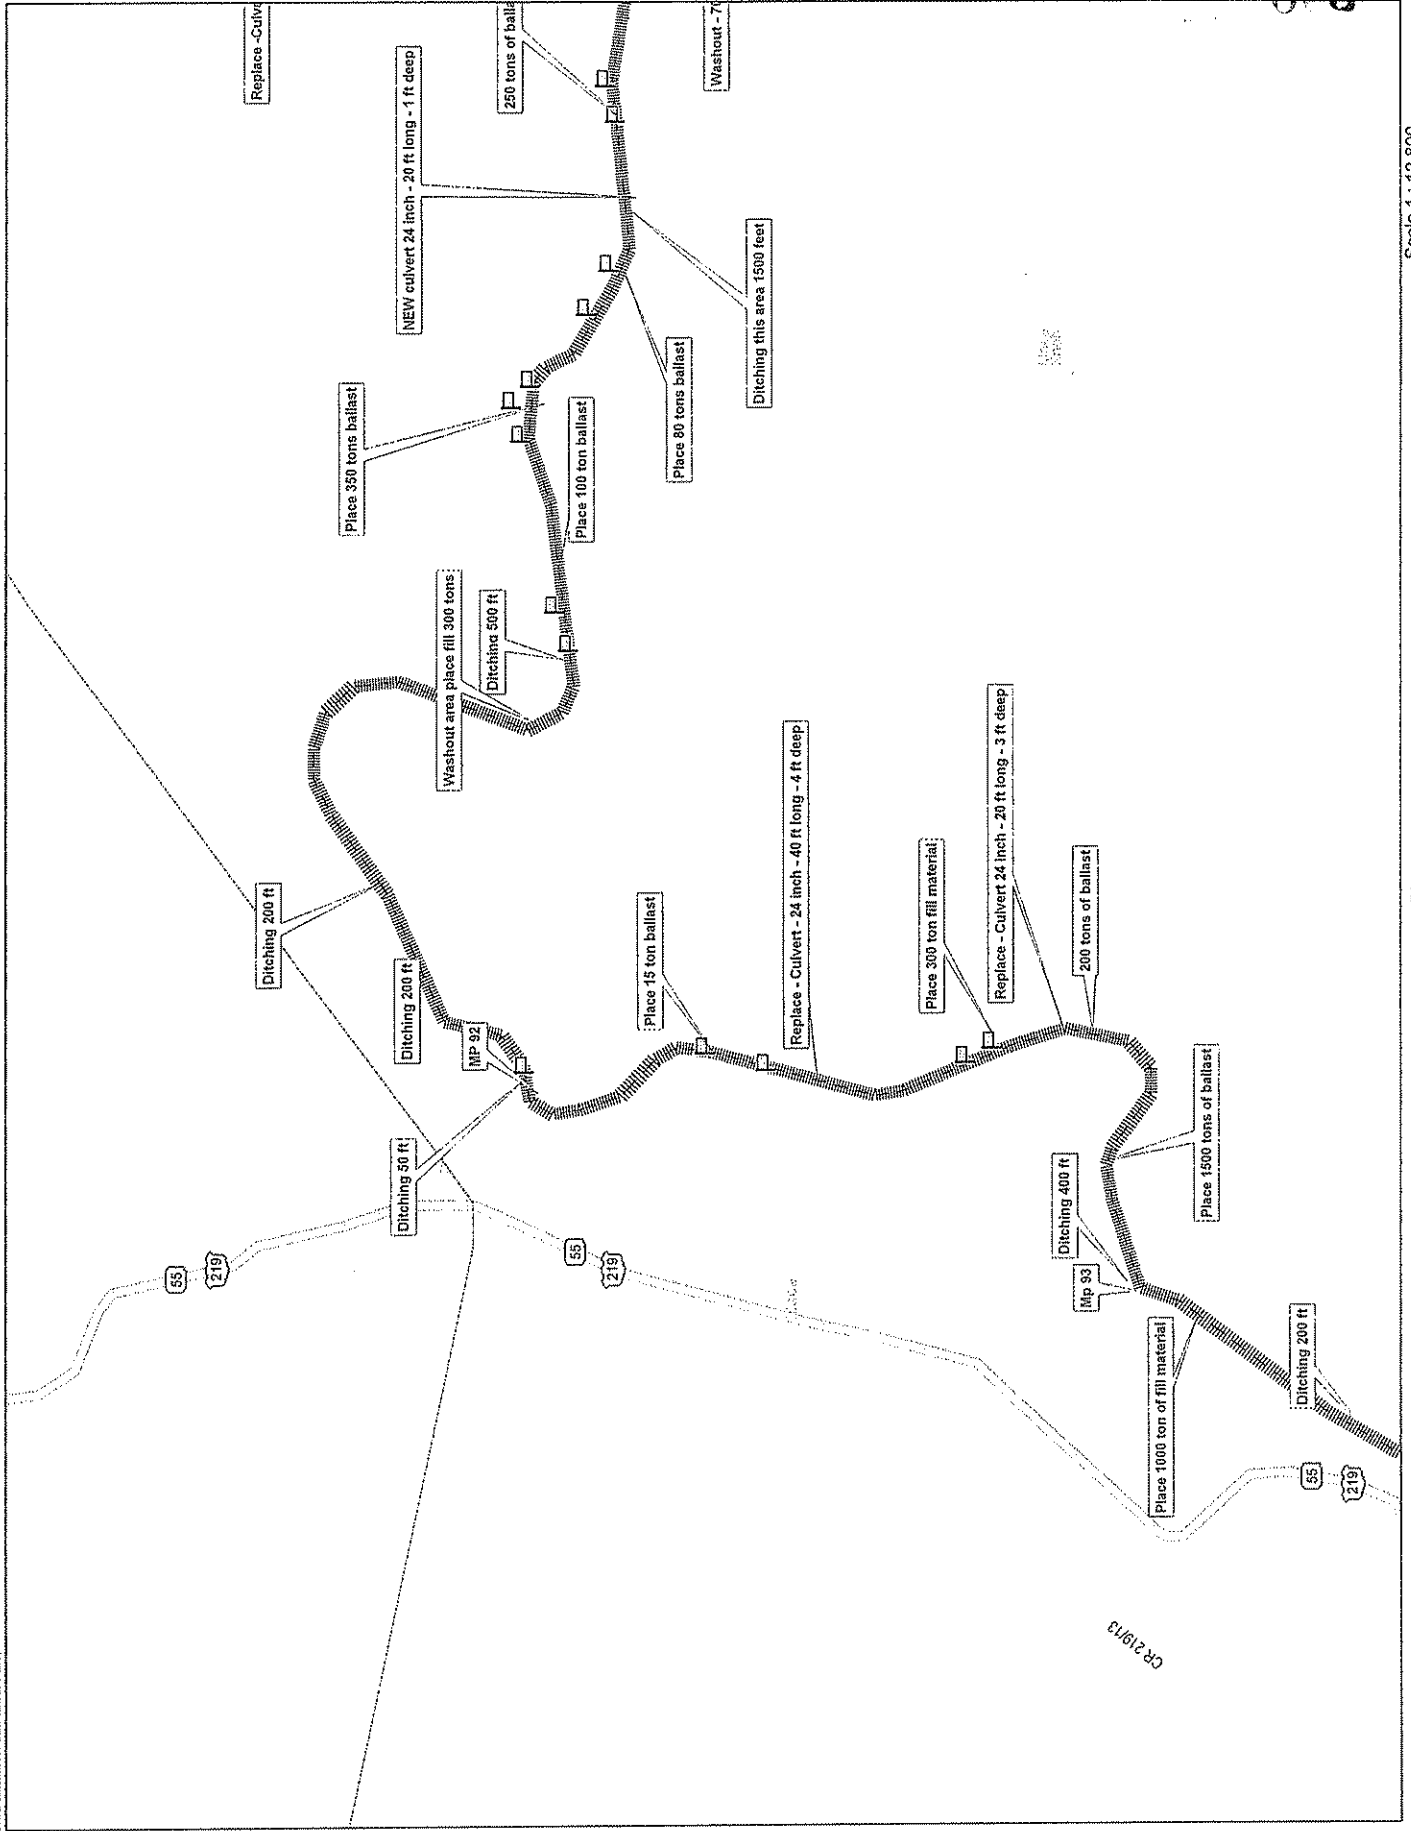 Replace -Culv
250 tons of balla
Washout -70
NEW culvert 24 inch - 20 ft long - 1 ft deep
Ditching this area 1500 feet
Place 350 tons ballast
Place 80 tons ballast
Place 100 ton ballast
Washout area place fill 300 tons
Ditching 500 ft
Ditching 200 ft
Ditching 200 ft
MP 92
Ditching 50 ft
Place 15 ton ballast
Replace - Culvert - 24 inch - 40 ft long - 4 ft deep
Place 300 ton fill material
Replace - Culvert 24 inch - 20 ft long - 3 ft deep
200 tons of ballast
Place 1500 tons of ballast
Ditching 400 ft
Mp 93
Place 1000 ton of fill material
Ditching 200 ft
55
219
55
219
55
219
CR 219/13